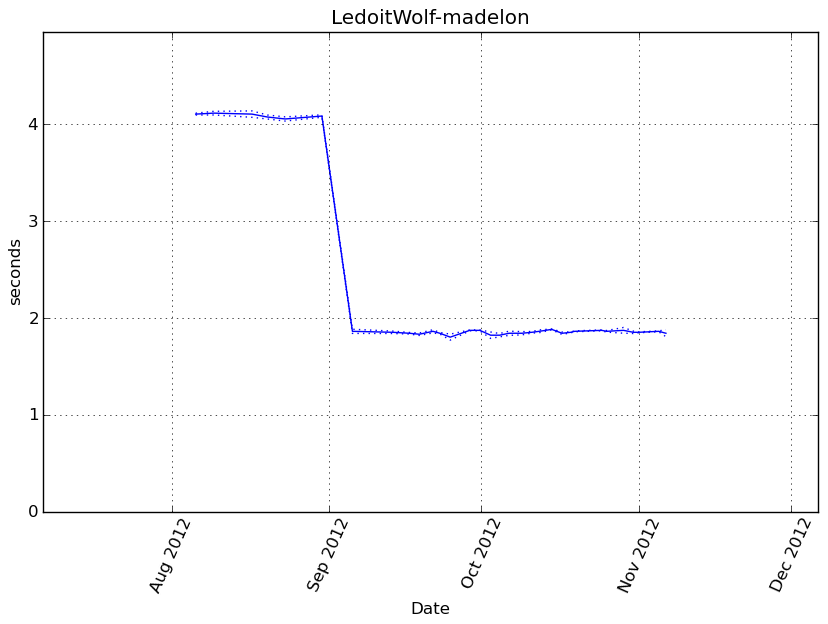 LedoitWolf-madelon
seconds
4
3
2
1
0
Aug 2012
Sep 2012
Oct 2012
Nov 2012
Dec 2012
Date